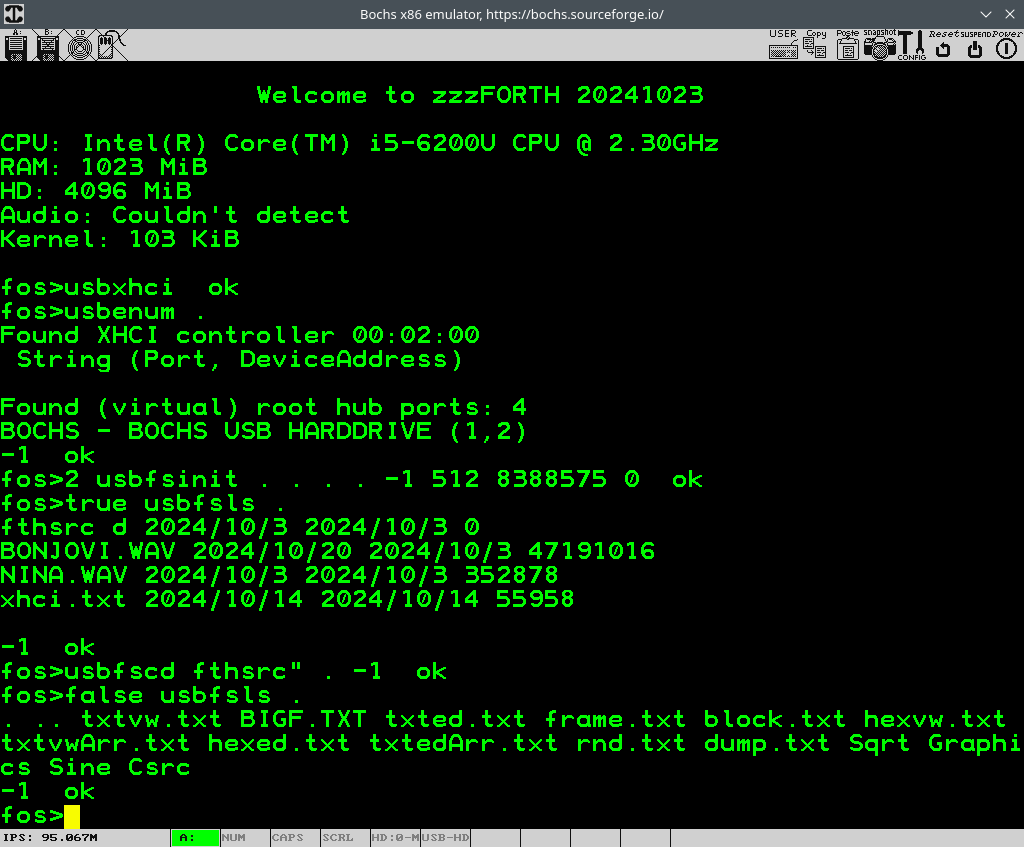 Bochs x86 emulator, https://bochs.sourceforge.io/
A: B: CD USER Copy Paste Snapshot CONFIG Reset SUSPEND Power
Welcome to zzzFORTH 20241023
CPU: Intel(R) Core(TM) i5-6200U CPU @ 2.30GHz
RAM: 1023 MiB
HD: 4096 MiB
Audio: Couldn't detect
Kernel: 103 KiB
fos>usbxhci  ok
fos>usbenum .
Found XHCI controller 00:02:00
 String (Port, DeviceAddress)
Found (virtual) root hub ports: 4
BOCHS - BOCHS USB HARDDRIVE (1,2)
-1  ok
fos>2 usbfsinit . . . . -1 512 8388575 0  ok
fos>true usbfsls .
fthsrc d 2024/10/3 2024/10/3 0
BONJOVI.WAV 2024/10/20 2024/10/3 47191016
NINA.WAV 2024/10/3 2024/10/3 352878
xhci.txt 2024/10/14 2024/10/14 55958
-1  ok
fos>usbfscd fthsrc" . -1  ok
fos>false usbfsls .
. .. txtvw.txt BIGF.TXT txted.txt frame.txt block.txt hexvw.txt
txtvwArr.txt hexed.txt txtedArr.txt rnd.txt dump.txt Sqrt Graphi
cs Sine Csrc
-1  ok
fos>
IPS: 95.067M A: NUM CAPS SCRL HD:0-M USB-HD